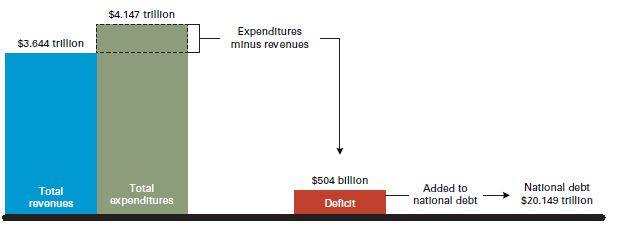 $4.147 trillion
$3.644 trillion
Expenditures
minus revenues
$504 billion
Total
revenues
Total
expenditures
Deficit
Added to
national debt
National debt
$20.149 trillion